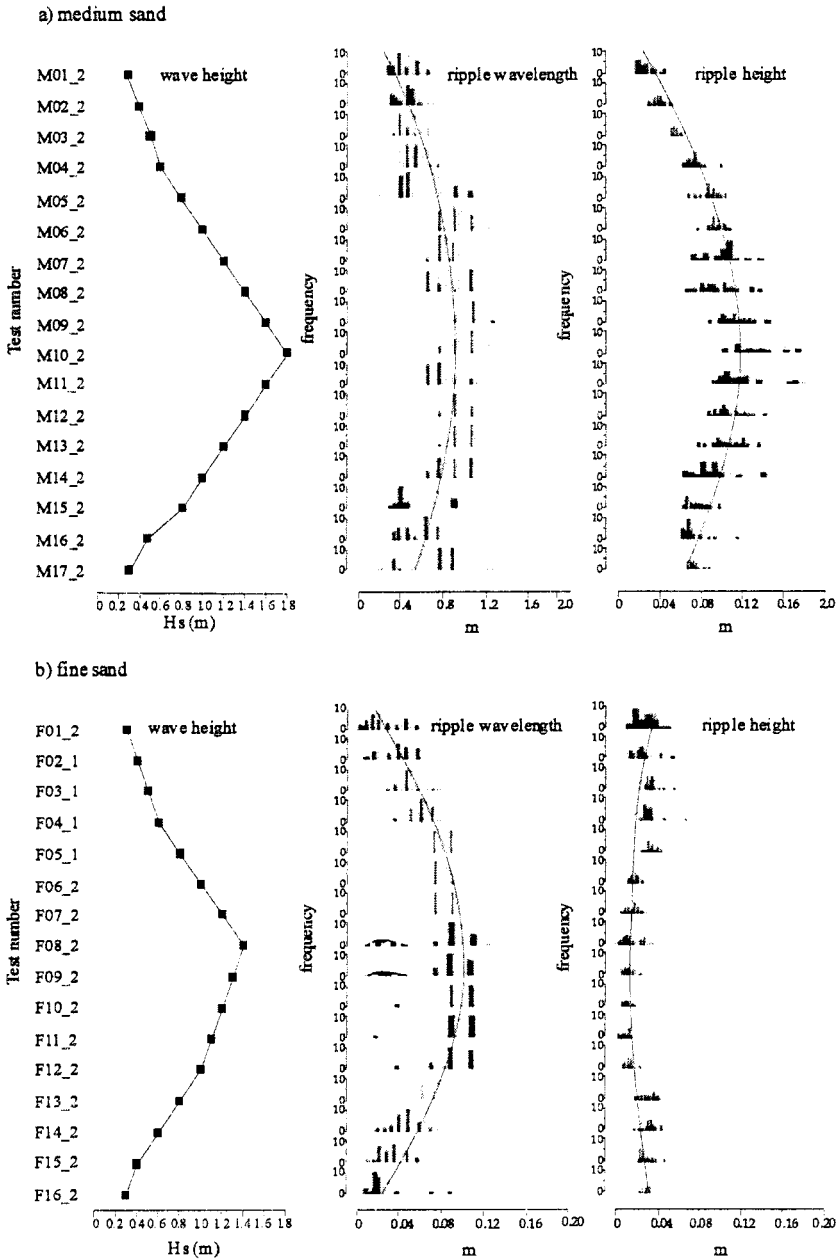 a) medium sand
wave height
ripple wavelength
ripple height
M01_2
M02_2
M03_2
M04_2
M05_2
M06_2
M07_2
M08_2
M09_2
M10_2
M11_2
M12_2
M13_2
M14_2
M15_2
M16_2
M17_2
Test number
frequency
frequency
0 0.2 0.4 0.6 0.8 1.0 1.2 1.4 1.6 1.8
Hs (m)
0 0.4 0.8 1.2 1.6 2.0
m
0 0.04 0.08 0.12 0.16 0.20
m
b) fine sand
wave height
ripple wavelength
ripple height
F01_2
F02_1
F03_1
F04_1
F05_1
F06_2
F07_2
F08_2
F09_2
F10_2
F11_2
F12_2
F13_2
F14_2
F15_2
F16_2
Test number
frequency
frequency
0 0.2 0.4 0.6 0.8 1.0 1.2 1.4 1.6 1.8
Hs (m)
0 0.04 0.08 0.12 0.16 0.20
m
0 0.04 0.08 0.12 0.16 0.20
m